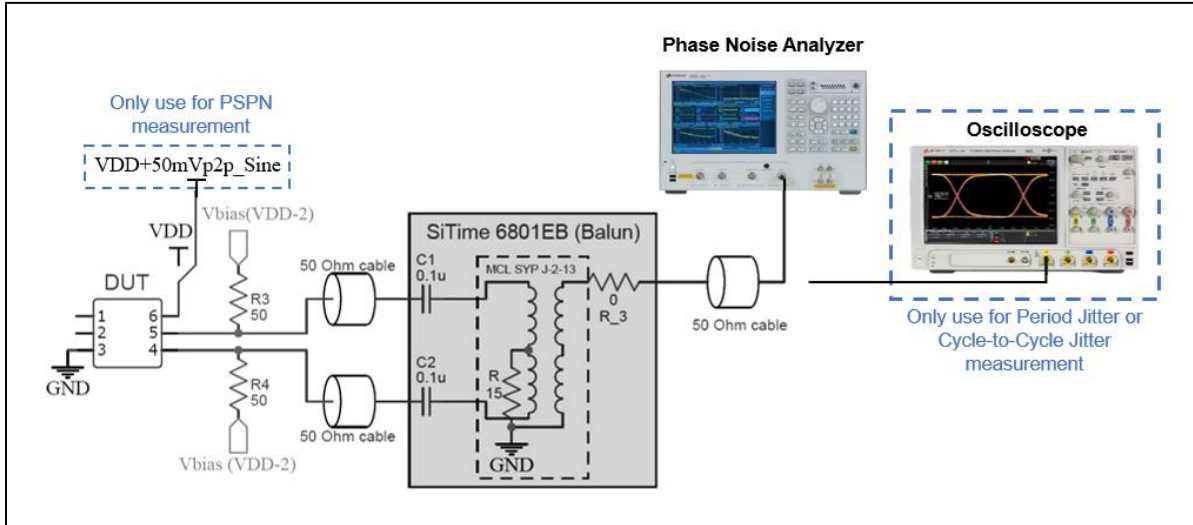 Phase Noise Analyzer
Only use for PSPN
measurement
VDD+50mVp2p_Sine
Oscilloscope
Vbias(VDD-2)
VDD
SiTime 6801EB (Balun)
DUT
50 Ohm cable
C1
0.1u
MCL SYP J-2-13
R3
50
0
R_3
50 Ohm cable
1
2
3
6
5
4
GND
Only use for Period Jitter or
Cycle-to-Cycle Jitter
measurement
R4
50
C2
0.1u
R
15
50 Ohm cable
GND
Vbias (VDD-2)